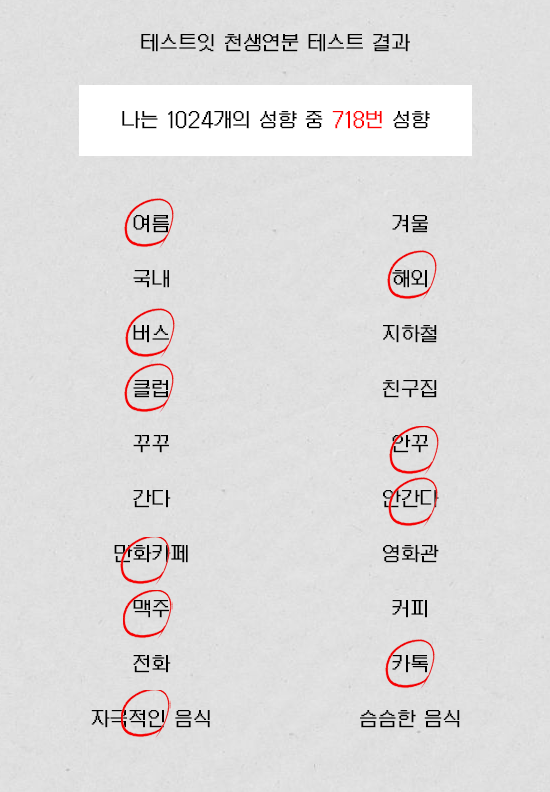 테스트잇 천생연분 테스트 결과
나는 1024개의 성향 중 718번 성향
여름 겨울
국내 해외
버스 지하철
클럽 친구집
꾸꾸 안꾸
간다 안간다
만화카페 영화관
맥주 커피
전화 카톡
자극적인 음식 슴슴한 음식